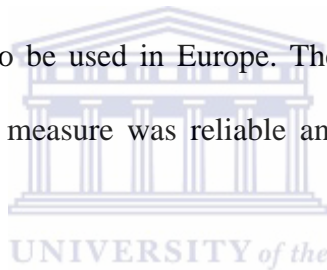 o be used in Europe. The
measure was reliable an
UNIVERSITY of the